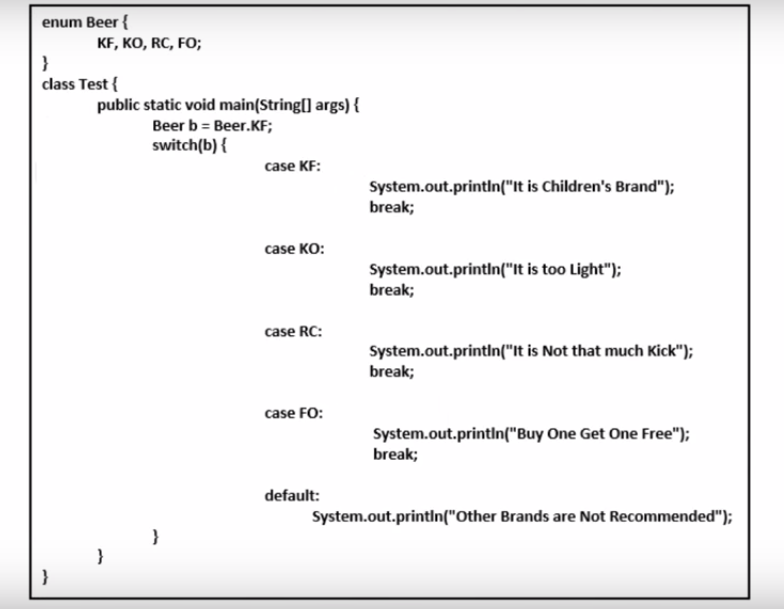 enum Beer {
KF, KO, RC, FO;
}
class Test {
public static void main(String[] args) {
Beer b = Beer.KF;
switch(b) {
case KF:
System.out.println("It is Children's Brand");
break;
case KO:
System.out.println("It is too Light");
break;
case RC:
System.out.println("It is Not that much Kick");
break;
case FO:
System.out.println("Buy One Get One Free");
break;
default:
System.out.println("Other Brands are Not Recommended");
}
}
}